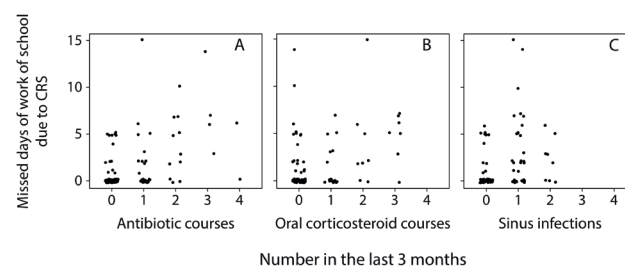 Missed days of work of school
due to CRS
15
10
5
0
A
B
C
0 1 2 3 4
0 1 2 3 4
0 1 2 3 4
Antibiotic courses
Oral corticosteroid courses
Sinus infections
Number in the last 3 months